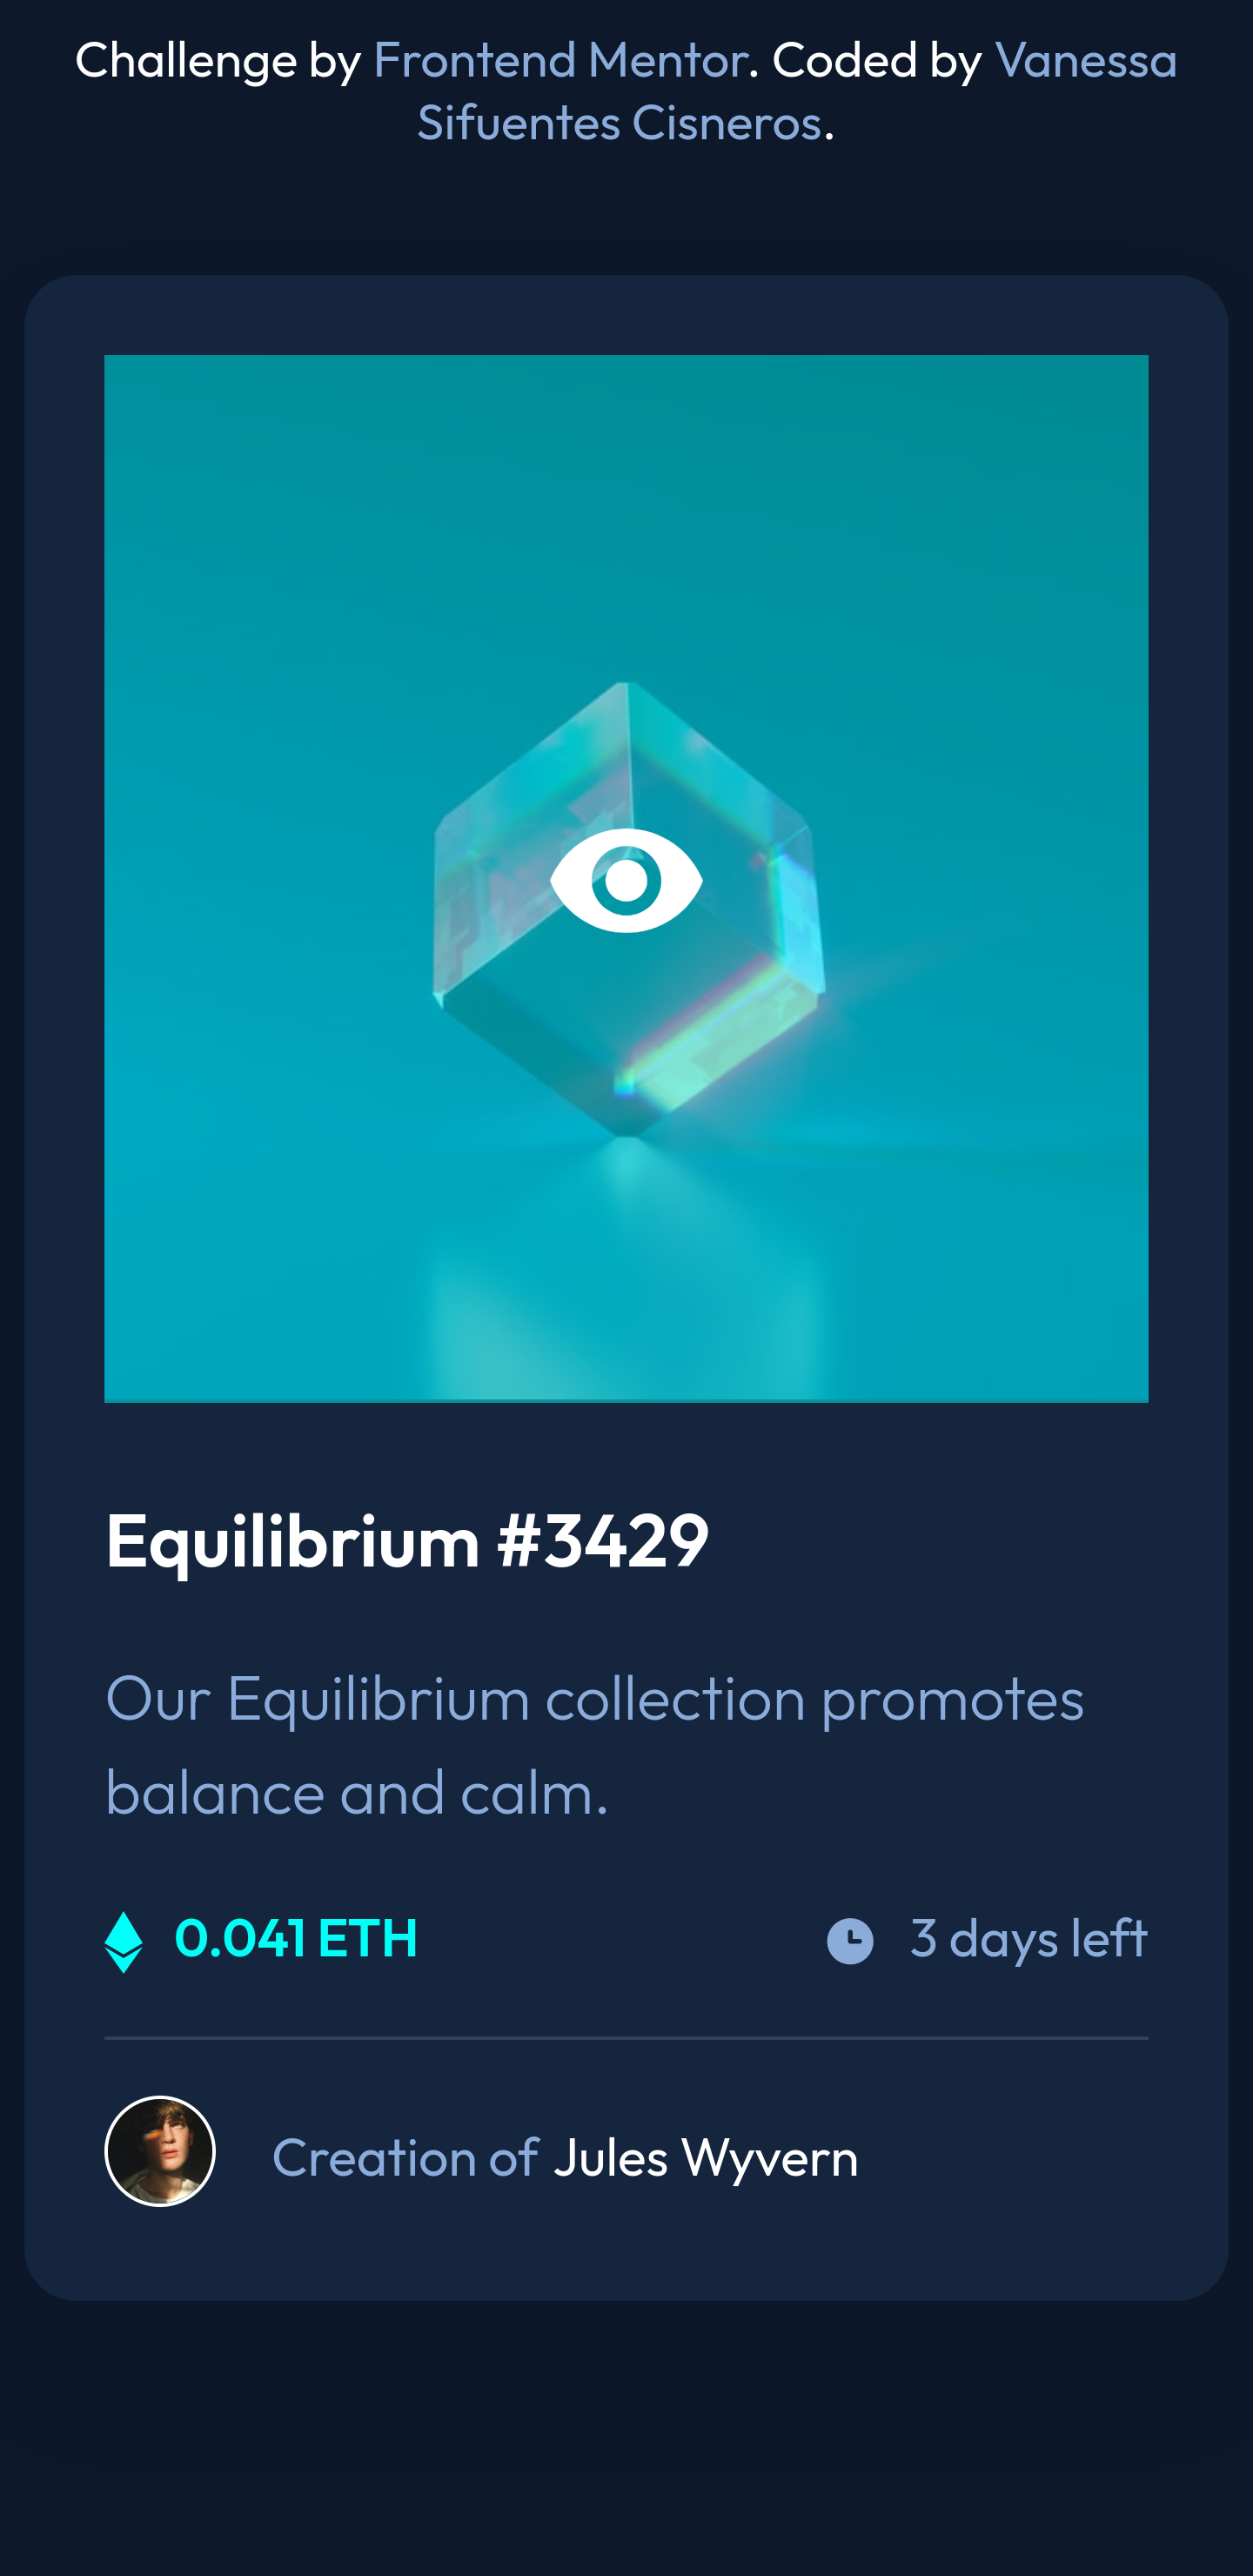 Challenge by Frontend Mentor. Coded by Vanessa
Sifuentes Cisneros.
Equilibrium #3429
Our Equilibrium collection promotes
balance and calm.
0.041 ETH
3 days left
Creation of Jules Wyvern